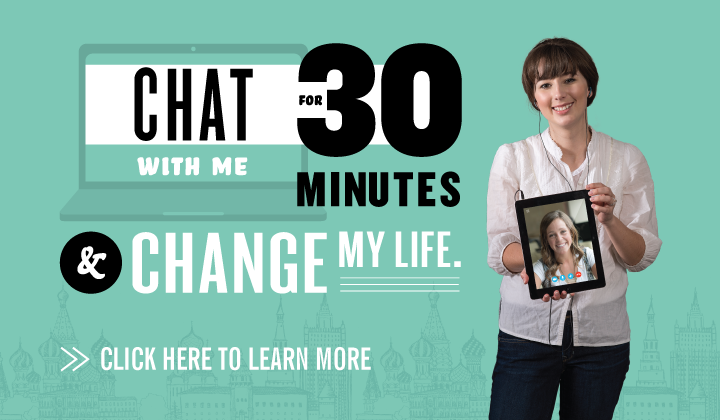 CHAT
FOR 30
WITH ME
MINUTES
& CHANGE MY LIFE.
CLICK HERE TO LEARN MORE